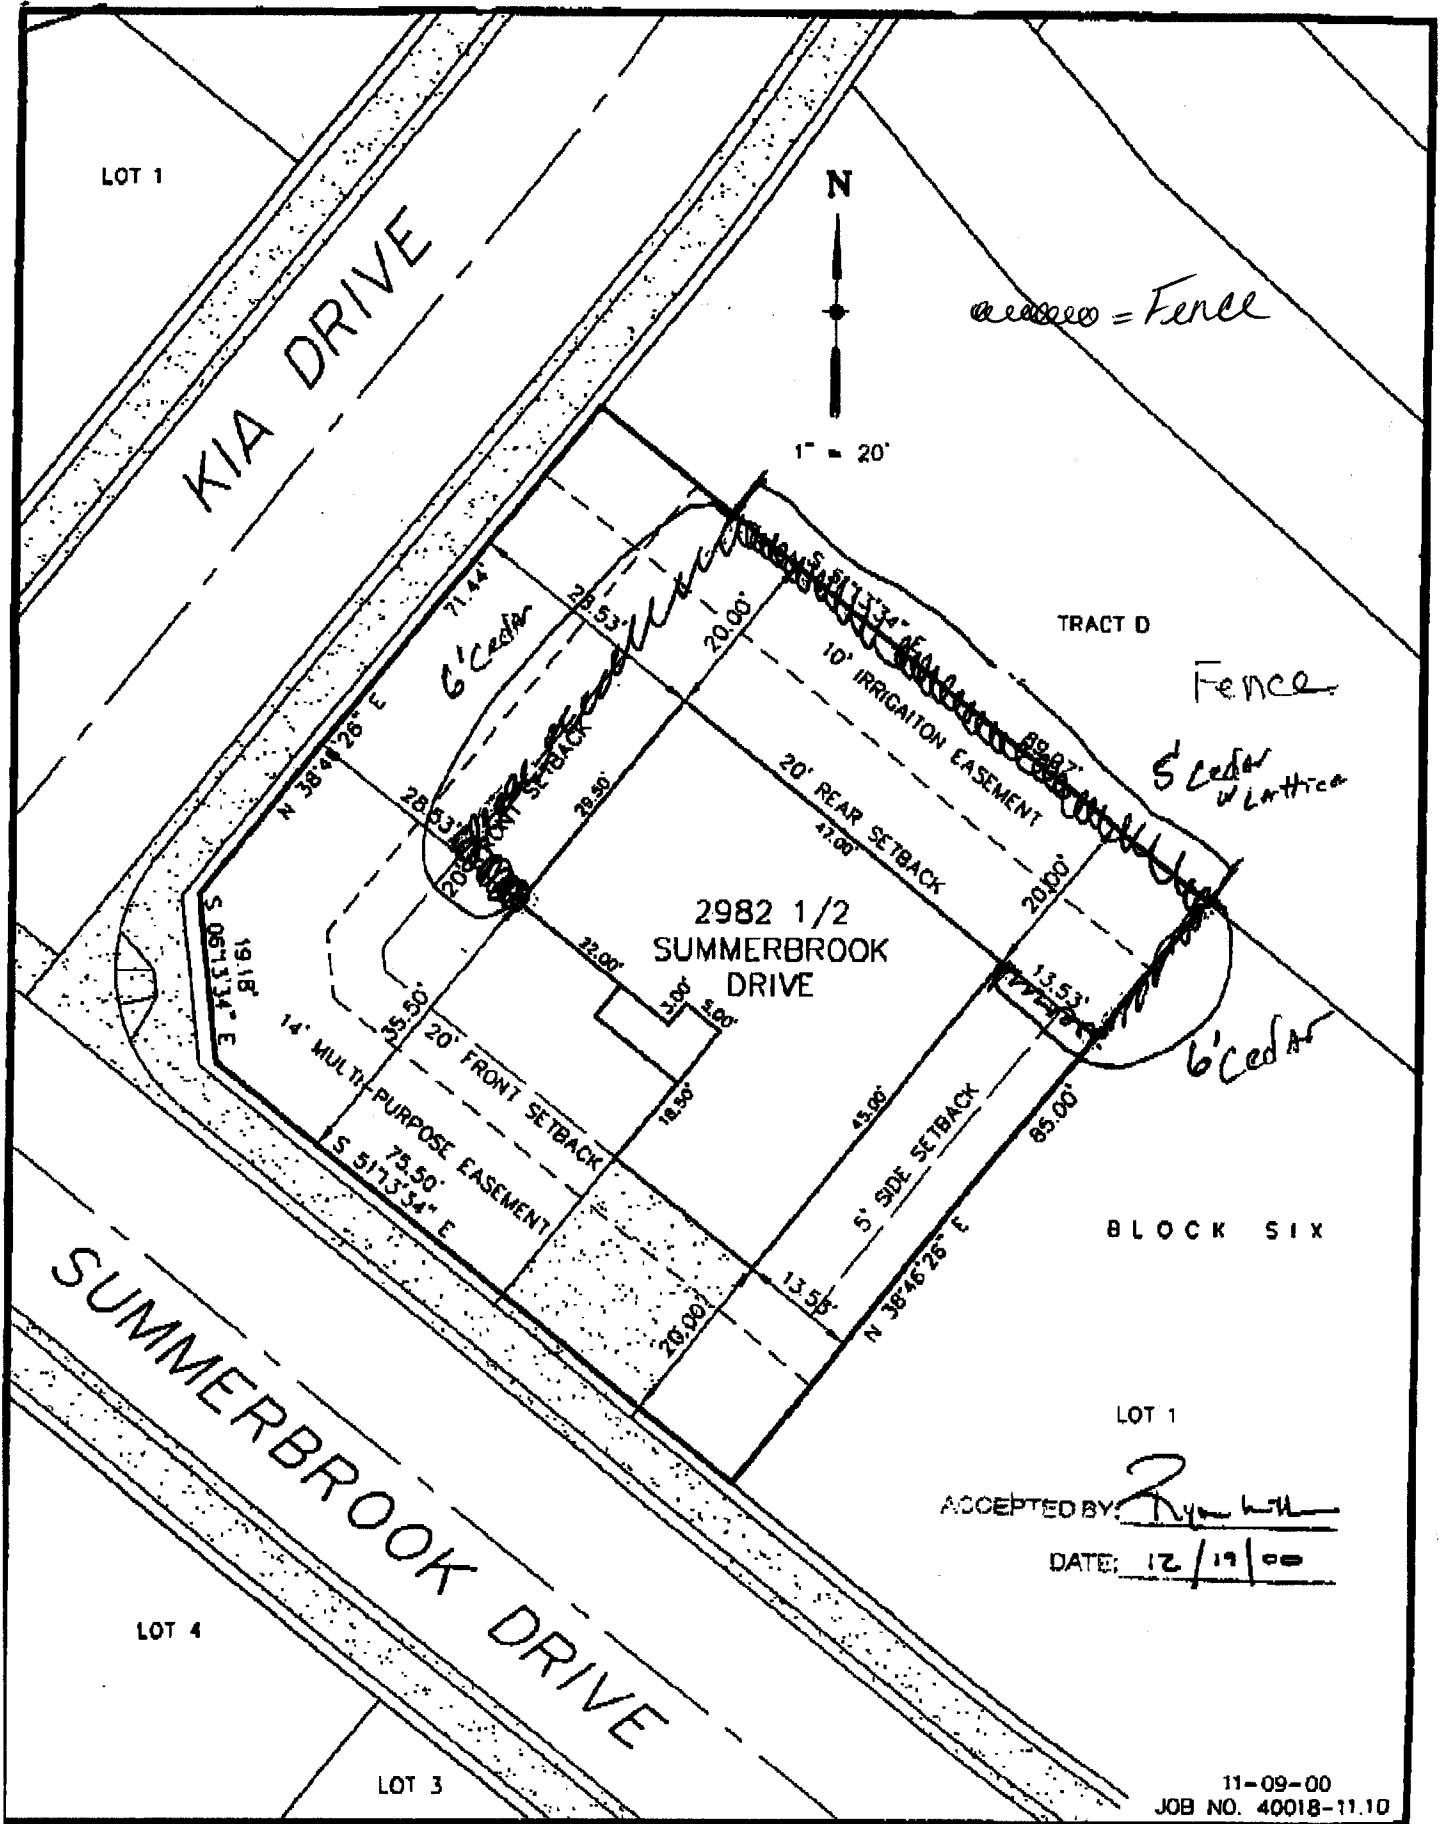 LOT 1
KIA DRIVE
N
= Fence
1" = 20'
TRACT D
Fence
5' Cedar
w/ Lattice
6' Cedar
71.44'
N 38°46'26" E
28.53'
20.00'
S 51°13'34" E
89.07'
10' IRRIGAITON EASEMENT
20' REAR SETBACK
47.00'
29.50'
28.53'
20' FRONT SETBACK
2982 1/2
SUMMERBROOK
DRIVE
20.00'
13.53'
6' Cedar
22.00'
3.00'
5.00'
19.18'
S 06°13'34" E
35.50'
20' FRONT SETBACK
14' MULTI-PURPOSE EASEMENT
18.50'
45.00'
5' SIDE SETBACK
85.00'
N 38°46'26" E
75.50'
S 51°13'34" E
13.53'
20.00'
BLOCK SIX
SUMMERBROOK DRIVE
LOT 1
ACCEPTED BY:
DATE: 12/19/00
LOT 4
LOT 3
11-09-00
JOB NO. 40018-11.10